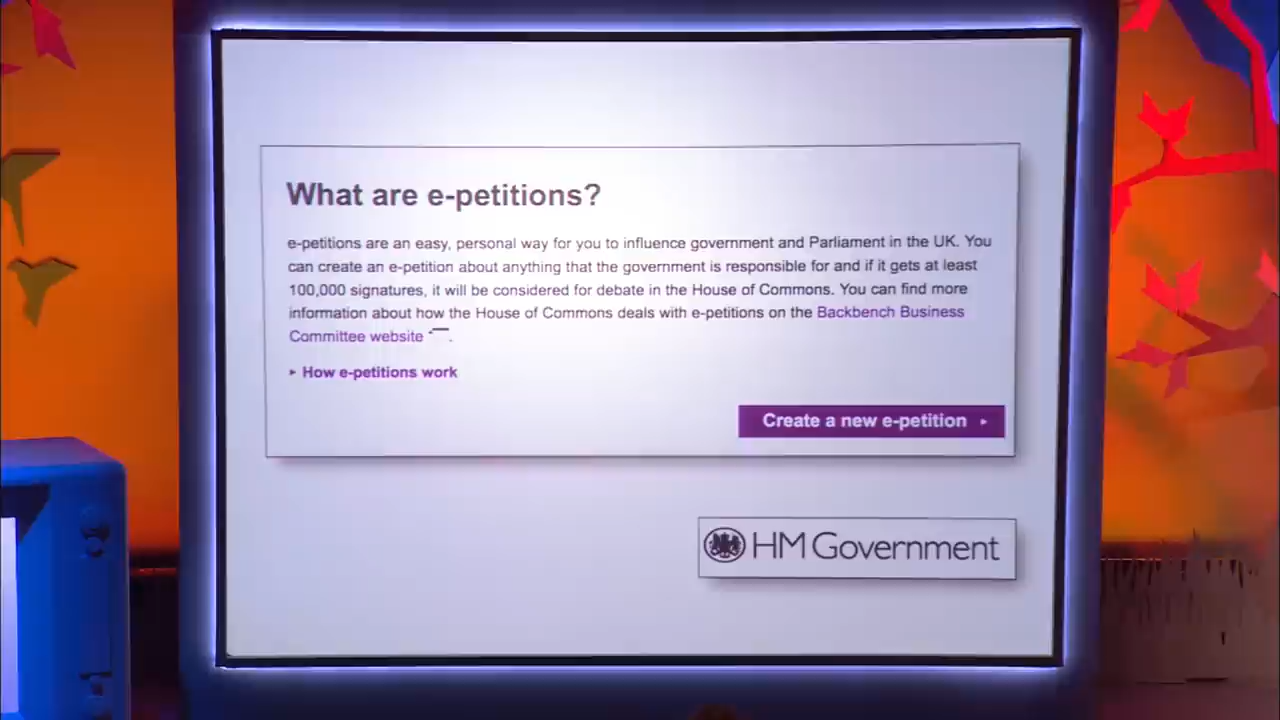 What are e-petitions?
e-petitions are an easy, personal way for you to influence government and Parliament in the UK. You
can create an e-petition about anything that the government is responsible for and if it gets at least
100,000 signatures, it will be considered for debate in the House of Commons. You can find more
information about how the House of Commons deals with e-petitions on the Backbench Business
Committee website .
▸ How e-petitions work
Create a new e-petition ▸
HM Government